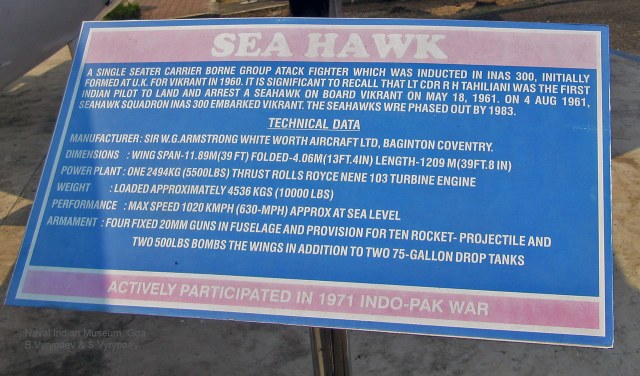 SEA HAWK
A SINGLE SEATER CARRIER BORNE GROUP ATACK FIGHTER WHICH WAS INDUCTED IN INAS 300, INITIALLY
FORMED AT U.K. FOR VIKRANT IN 1960. IT IS SIGNIFICANT TO RECALL THAT LT CDR R H TAHILIANI WAS THE FIRST
INDIAN PILOT TO LAND AND ARREST A SEAHAWK ON BOARD VIKRANT ON MAY 18, 1961. ON 4 AUG 1961,
SEAHAWK SQUADRON INAS 300 EMBARKED VIKRANT. THE SEAHAWKS WRE PHASED OUT BY 1983.
TECHNICAL DATA
MANUFACTURER : SIR W.G.ARMSTRONG WHITE WORTH AIRCRAFT LTD, BAGINTON COVENTRY.
DIMENSIONS : WING SPAN-11.89M(39 FT) FOLDED-4.06M(13FT.4IN) LENGTH-1209 M(39FT.8 IN)
POWER PLANT : ONE 2494KG (5500LBS) THRUST ROLLS ROYCE NENE 103 TURBINE ENGINE
WEIGHT : LOADED APPROXIMATELY 4536 KGS (10000 LBS)
PERFORMANCE : MAX SPEED 1020 KMPH (630-MPH) APPROX AT SEA LEVEL
ARMAMENT : FOUR FIXED 20MM GUNS IN FUSELAGE AND PROVISION FOR TEN ROCKET- PROJECTILE AND
TWO 500LBS BOMBS THE WINGS IN ADDITION TO TWO 75-GALLON DROP TANKS
ACTIVELY PARTICIPATED IN 1971 INDO-PAK WAR
Naval Indian Museum, Goa
B.Vyrynoev & S.Vyrynoev